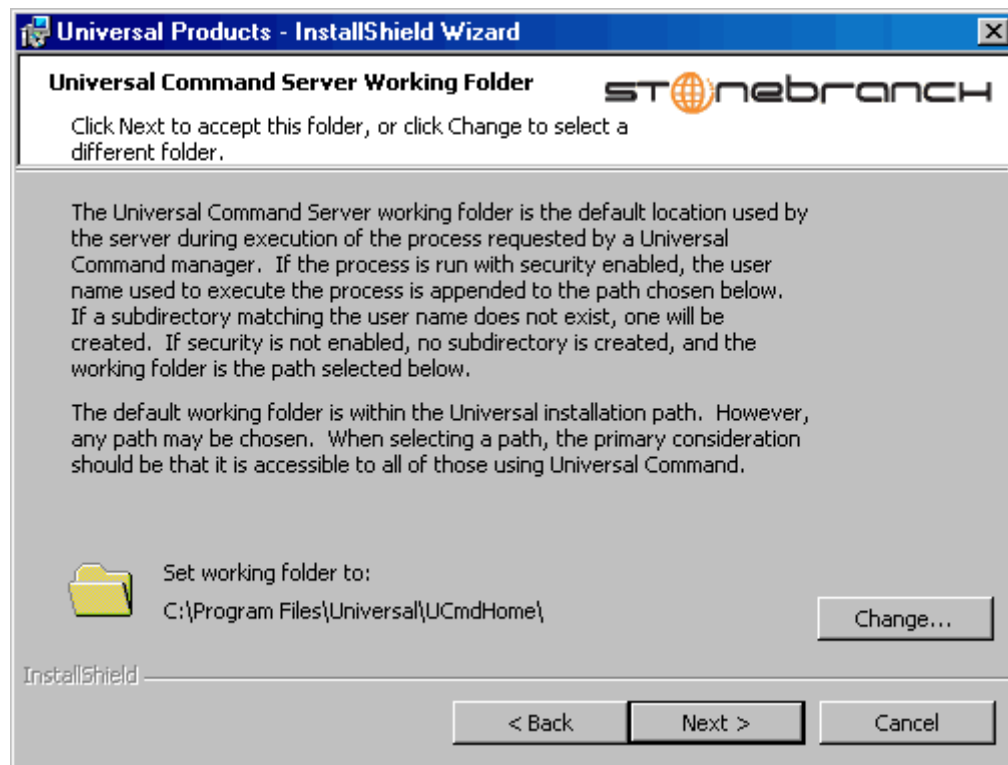 Universal Products - InstallShield Wizard
Universal Command Server Working Folder
STONEBRANCH
Click Next to accept this folder, or click Change to select a
different folder.
The Universal Command Server working folder is the default location used by
the server during execution of the process requested by a Universal
Command manager.  If the process is run with security enabled, the user
name used to execute the process is appended to the path chosen below.
If a subdirectory matching the user name does not exist, one will be
created.  If security is not enabled, no subdirectory is created, and the
working folder is the path selected below.
The default working folder is within the Universal installation path.  However,
any path may be chosen.  When selecting a path, the primary consideration
should be that it is accessible to all of those using Universal Command.
Set working folder to:
C:\Program Files\Universal\UCmdHome\
Change...
InstallShield
< Back
Next >
Cancel